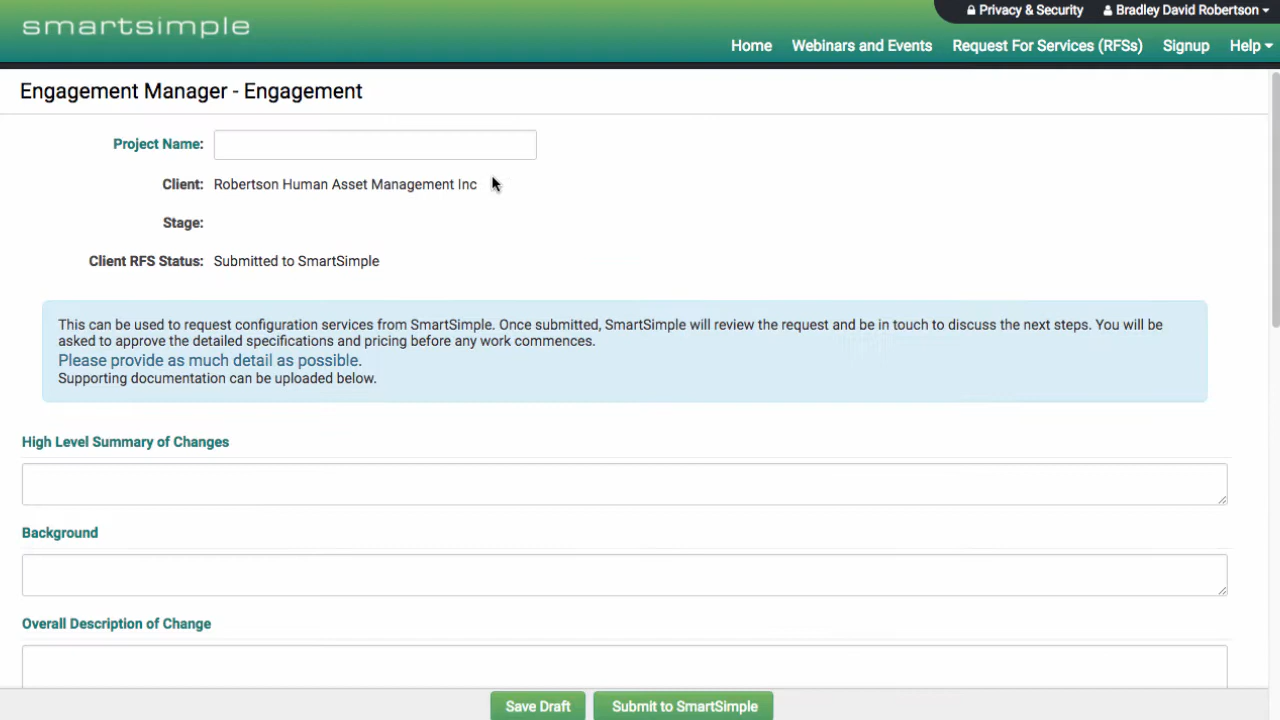 smartsimple
Privacy & Security
Bradley David Robertson
Home
Webinars and Events
Request For Services (RFSs)
Signup
Help
Engagement Manager - Engagement
Project Name:
Client: Robertson Human Asset Management Inc
Stage:
Client RFS Status: Submitted to SmartSimple
This can be used to request configuration services from SmartSimple. Once submitted, SmartSimple will review the request and be in touch to discuss the next steps. You will be
asked to approve the detailed specifications and pricing before any work commences.
Please provide as much detail as possible.
Supporting documentation can be uploaded below.
High Level Summary of Changes
Background
Overall Description of Change
Save Draft
Submit to SmartSimple